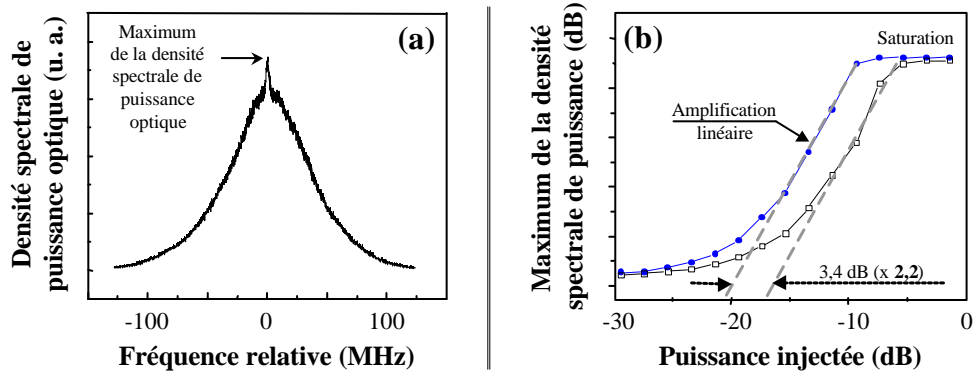 Densité spectrale de
puissance optique (u. a.)
Maximum
de la densité
spectrale de
puissance
optique
(a)
-100
0
100
Fréquence relative (MHz)
Maximum de la densité
spectrale de puissance (dB)
(b)
Saturation
Amplification
linéaire
3,4 dB (x 2,2)
-30
-20
-10
0
Puissance injectée (dB)